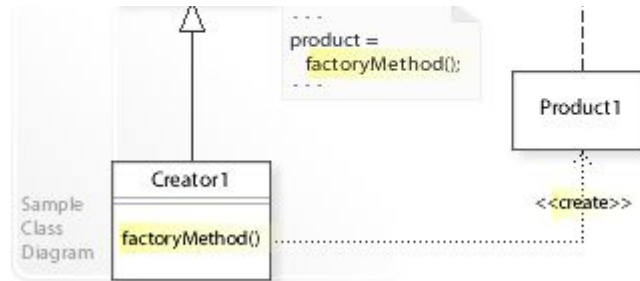 . . .
product =
factoryMethod();
. . .
Product1
Creator1
<<create>>
Sample
Class
Diagram
factoryMethod()